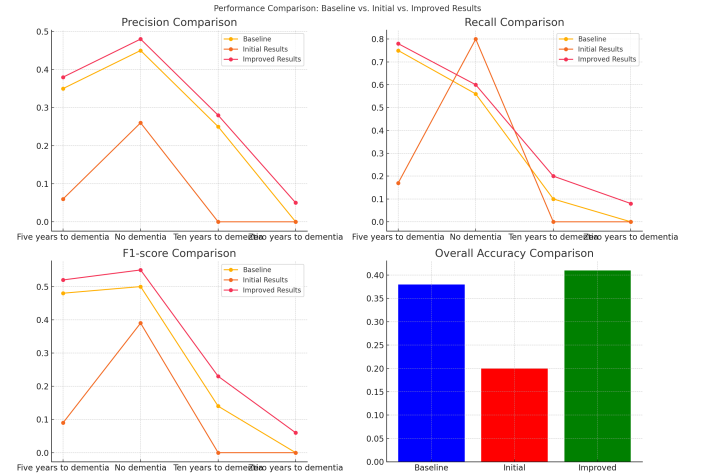 Performance Comparison: Baseline vs. Initial vs. Improved Results
Precision Comparison
0.5
0.4
0.3
0.2
0.1
0.0
Baseline
Initial Results
Improved Results
Five years to dementia No dementia Ten years to dementia Zero years to dementia
Recall Comparison
0.8
0.7
0.6
0.5
0.4
0.3
0.2
0.1
0.0
Baseline
Initial Results
Improved Results
Five years to dementia No dementia Ten years to dementia Zero years to dementia
F1-score Comparison
0.5
0.4
0.3
0.2
0.1
0.0
Baseline
Initial Results
Improved Results
Five years to dementia No dementia Ten years to dementia Zero years to dementia
Overall Accuracy Comparison
0.40
0.35
0.30
0.25
0.20
0.15
0.10
0.05
0.00
Baseline Initial Improved